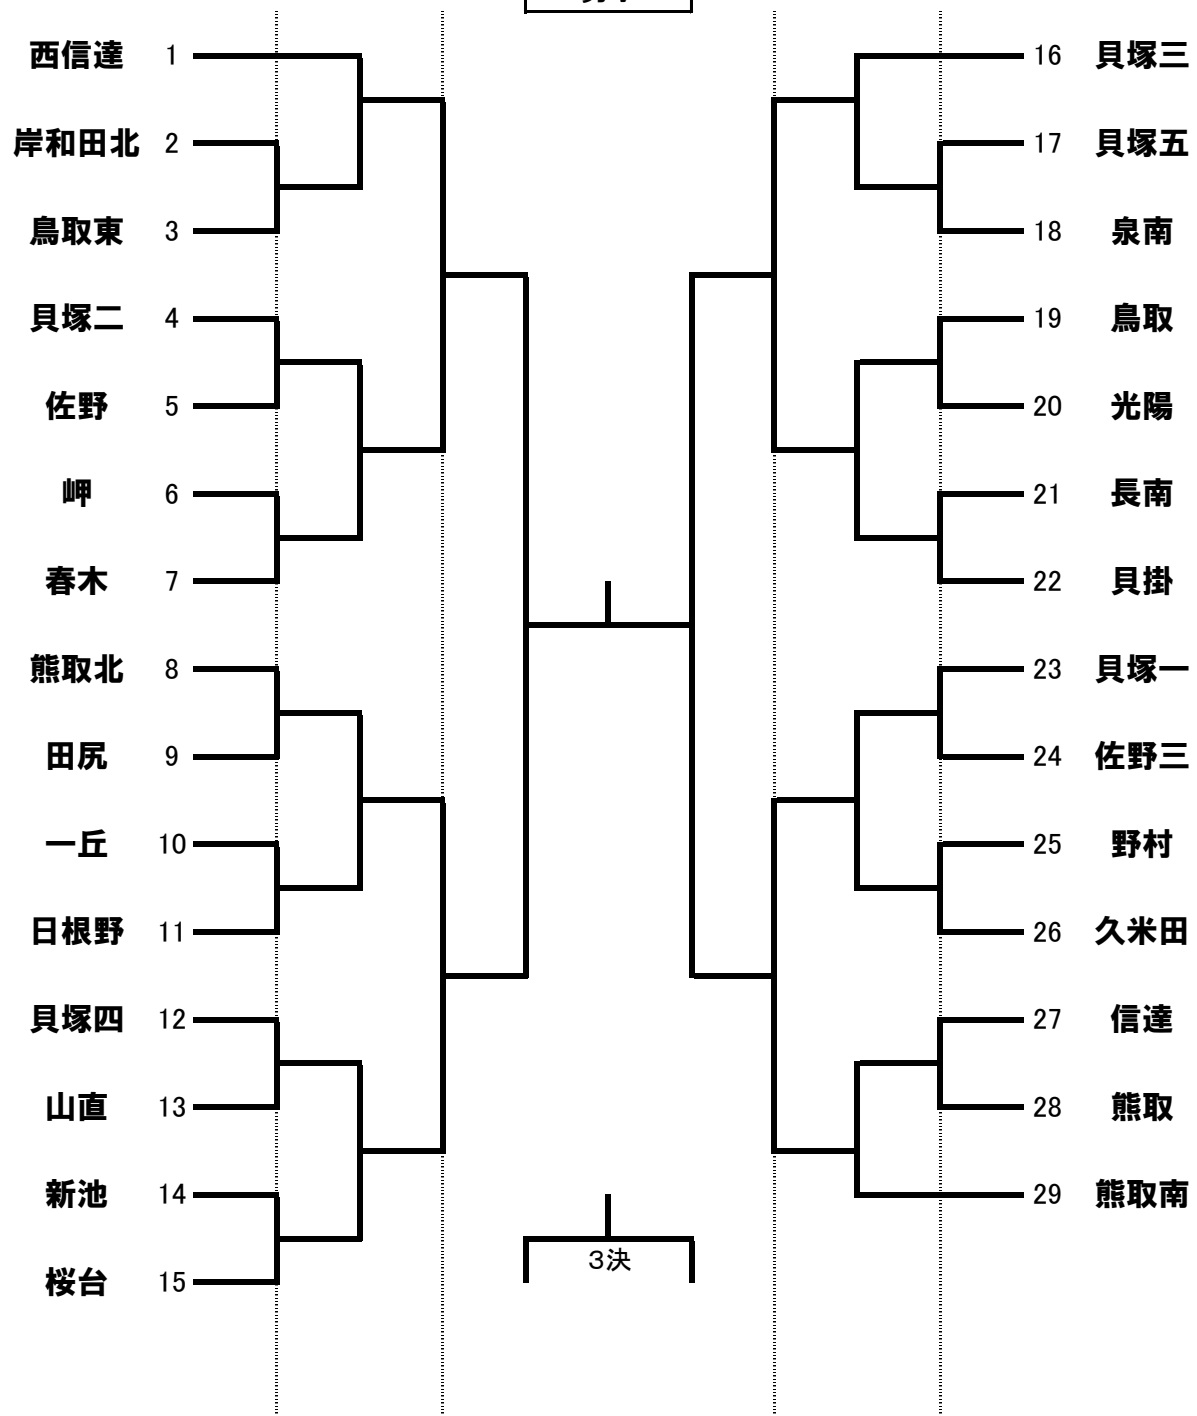 西信達 1
岸和田北 2
鳥取東 3
貝塚二 4
佐野 5
岬 6
春木 7
熊取北 8
田尻 9
一丘 10
日根野 11
貝塚四 12
山直 13
新池 14
桜台 15
16 貝塚三
17 貝塚五
18 泉南
19 鳥取
20 光陽
21 長南
22 貝掛
23 貝塚一
24 佐野三
25 野村
26 久米田
27 信達
28 熊取
29 熊取南
３決